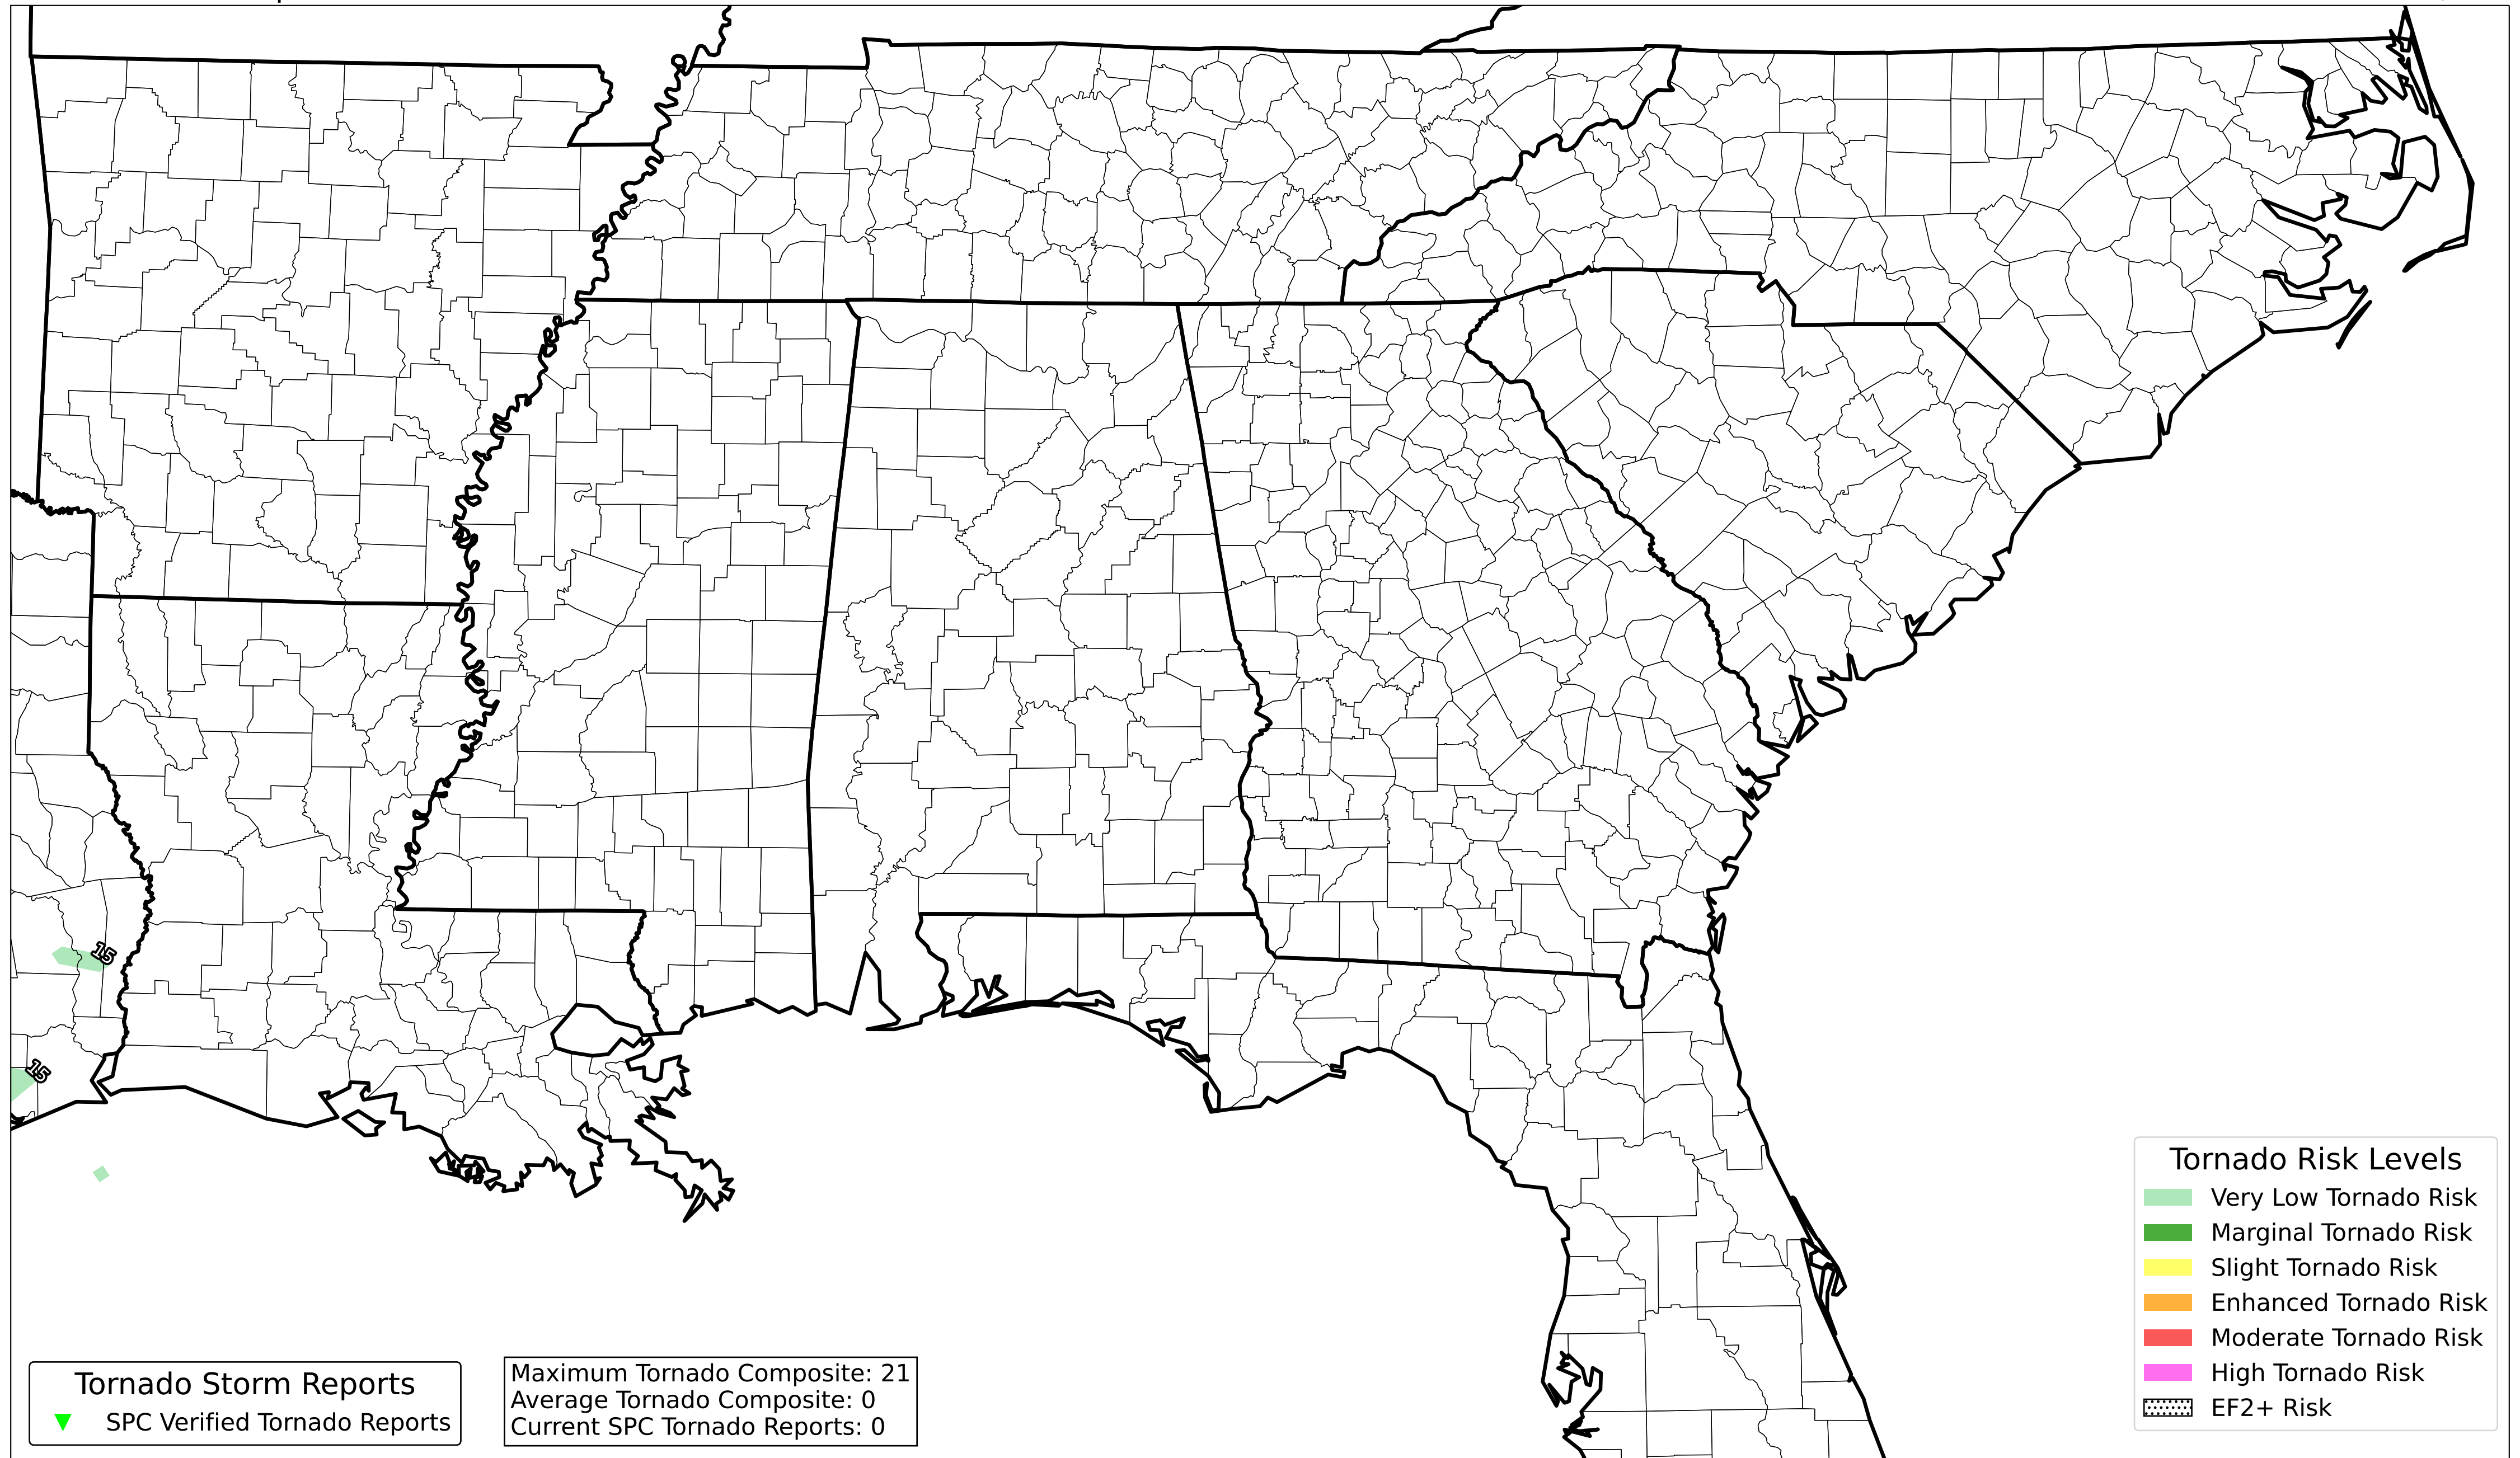 15
15
Tornado Risk Levels
Very Low Tornado Risk
Marginal Tornado Risk
Slight Tornado Risk
Enhanced Tornado Risk
Moderate Tornado Risk
High Tornado Risk
EF2+ Risk
Tornado Storm Reports
SPC Verified Tornado Reports
Maximum Tornado Composite: 21
Average Tornado Composite: 0
Current SPC Tornado Reports: 0